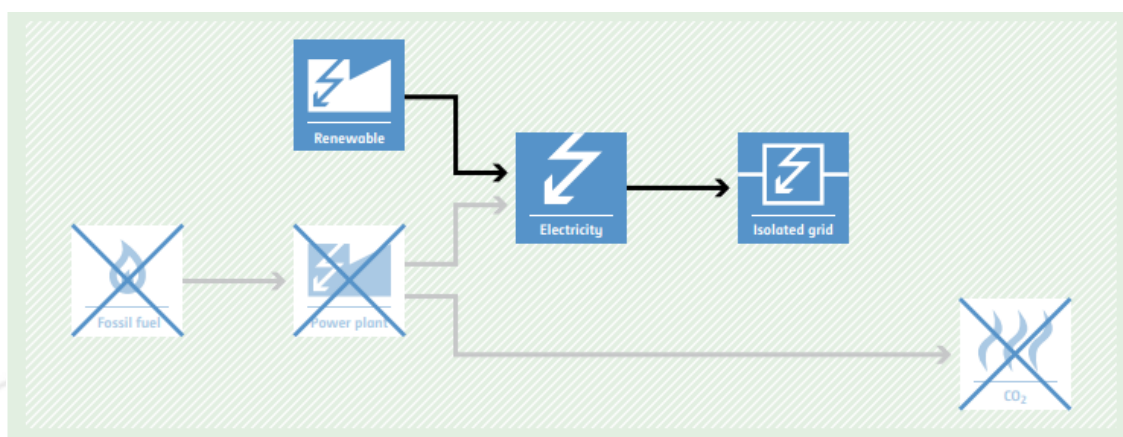 Renewable
Electricity
Isolated grid
Fossil fuel
Power plant
CO₂